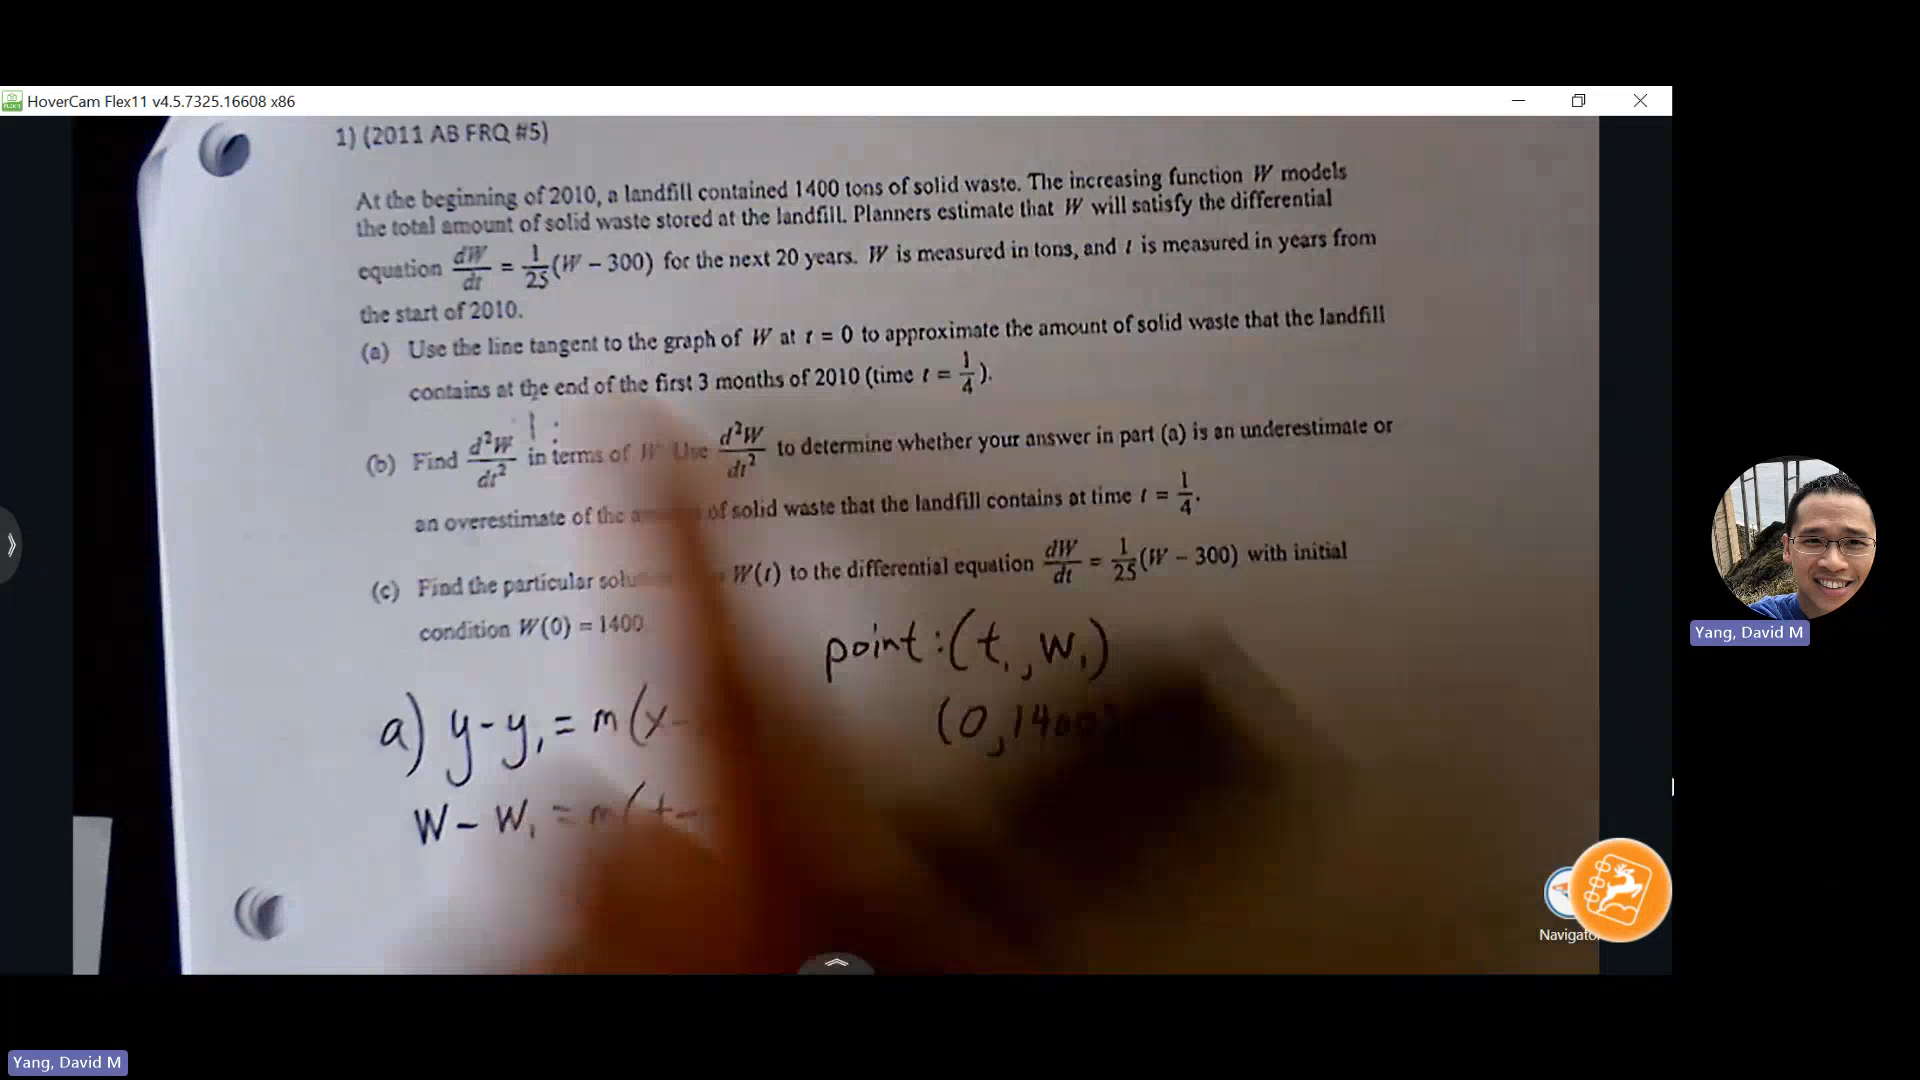 HoverCam Flex11 v4.5.7325.16608 x86
1) (2011 AB FRQ #5)
At the beginning of 2010, a landfill contained 1400 tons of solid waste. The increasing function W models
the total amount of solid waste stored at the landfill. Planners estimate that W will satisfy the differential
equation dW/dt = 1/25(W − 300) for the next 20 years. W is measured in tons, and t is measured in years from
the start of 2010.
(a) Use the line tangent to the graph of W at t = 0 to approximate the amount of solid waste that the landfill
contains at the end of the first 3 months of 2010 (time t = 1/4).
(b) Find d²W/dt² in terms of W. Use d²W/dt² to determine whether your answer in part (a) is an underestimate or
an overestimate of the of solid waste that the landfill contains at time t = 1/4.
(c) Find the particular W(t) to the differential equation dW/dt = 1/25(W − 300) with initial
condition W(0) = 1400
point: (t₁, W₁)
(0, 1400)
a) y - y₁ = m(x -
W - W₁ = m(t -
Yang, David M
Navigato
Yang, David M